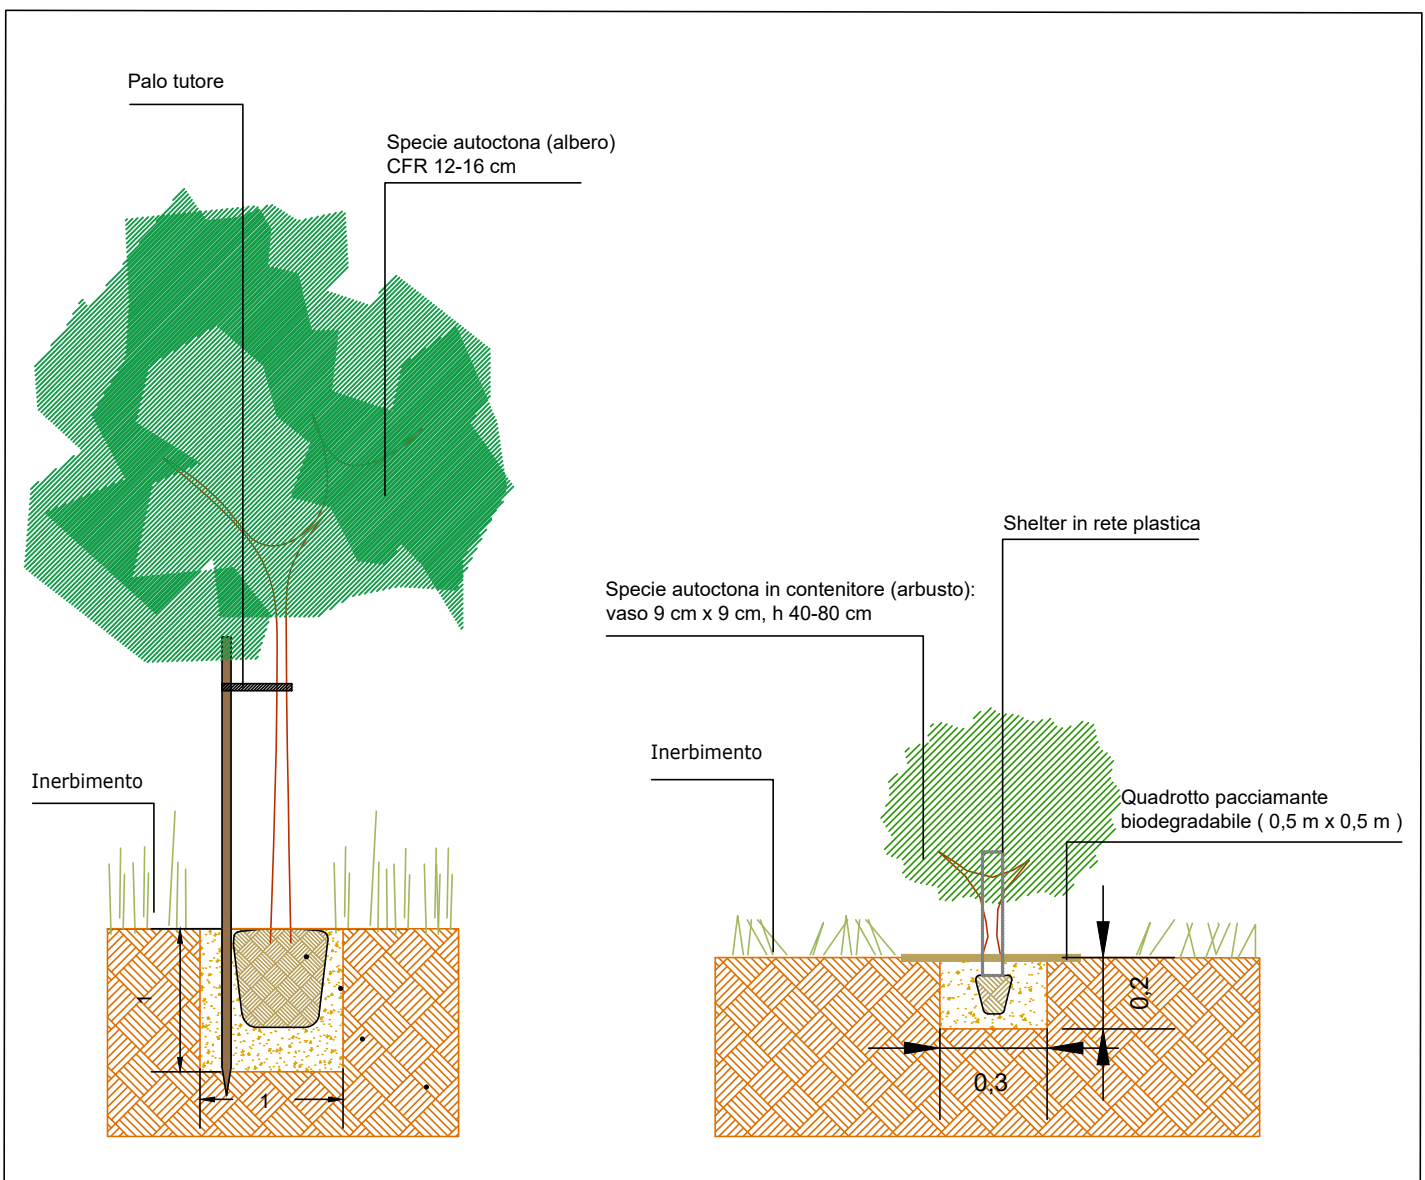 Palo tutore
Specie autoctona (albero)
CFR 12-16 cm
Inerbimento
1
1
Shelter in rete plastica
Specie autoctona in contenitore (arbusto):
vaso 9 cm x 9 cm, h 40-80 cm
Inerbimento
Quadrotto pacciamante
biodegradabile ( 0,5 m x 0,5 m )
0,2
0,3